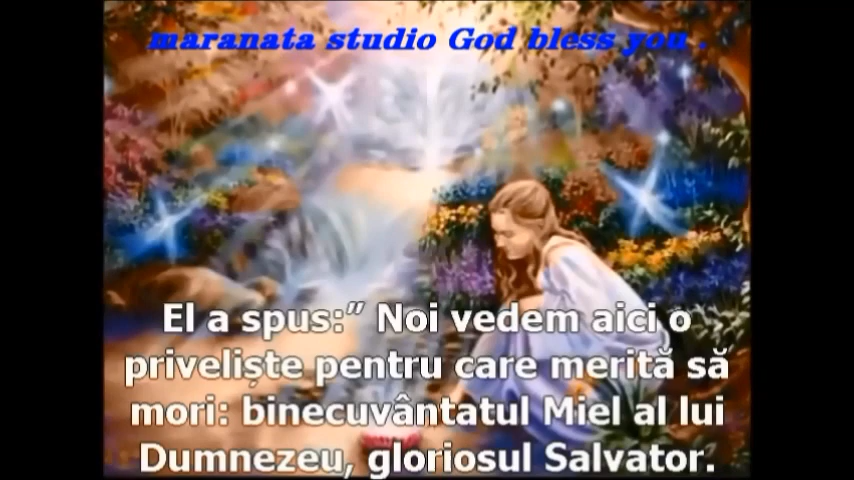 maranata studio God bless you .
El a spus:” Noi vedem aici o
priveliște pentru care merită să
mori: binecuvântatul Miel al lui
Dumnezeu, gloriosul Salvator.